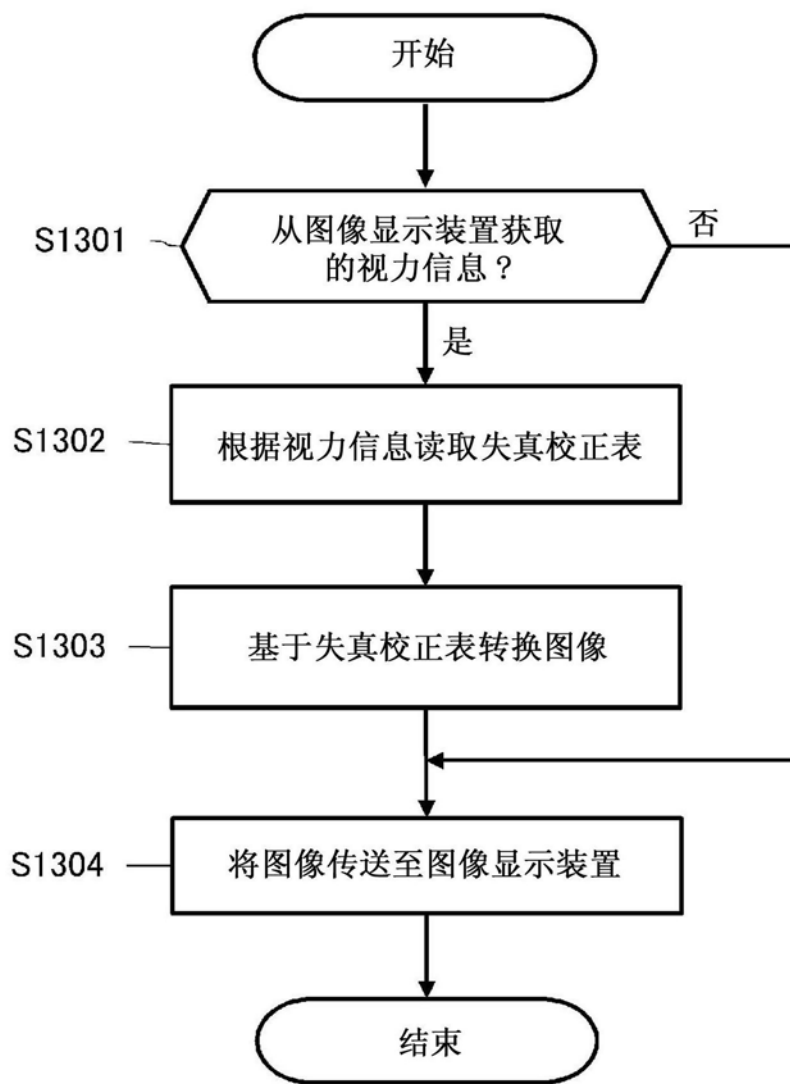 开始
S1301
从图像显示装置获取
的视力信息？
否
是
S1302
根据视力信息读取失真校正表
S1303
基于失真校正表转换图像
S1304
将图像传送至图像显示装置
结束